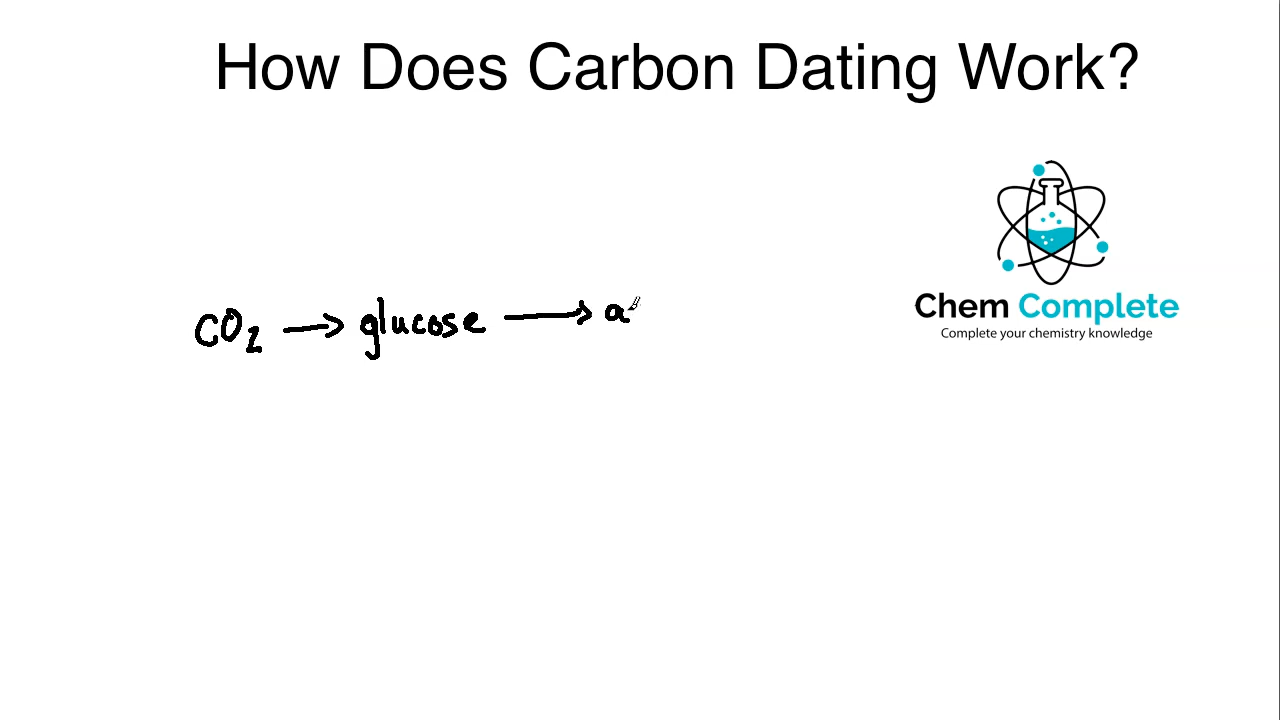 How Does Carbon Dating Work?
Chem Complete
Complete your chemistry knowledge
CO2 → glucose → a